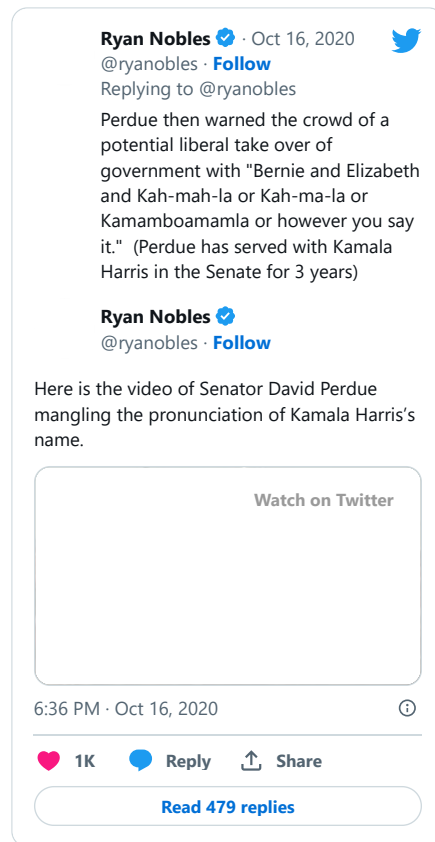 Ryan Nobles · Oct 16, 2020
@ryanobles · Follow
Replying to @ryanobles
Perdue then warned the crowd of a
potential liberal take over of
government with "Bernie and Elizabeth
and Kah-mah-la or Kah-ma-la or
Kamamboamamla or however you say
it."  (Perdue has served with Kamala
Harris in the Senate for 3 years)
Ryan Nobles
@ryanobles · Follow
Here is the video of Senator David Perdue
mangling the pronunciation of Kamala Harris’s
name.
Watch on Twitter
6:36 PM · Oct 16, 2020
1K Reply Share
Read 479 replies